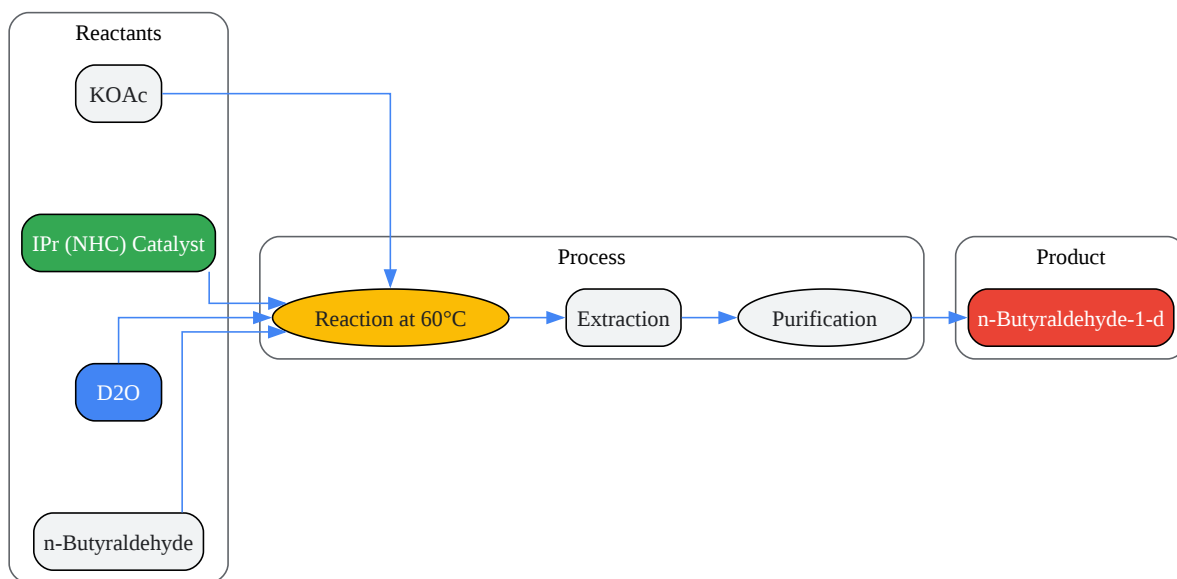 Reactants
KOAc
IPr (NHC) Catalyst
D2O
n-Butyraldehyde
Process
Reaction at 60°C
Extraction
Purification
Product
n-Butyraldehyde-1-d